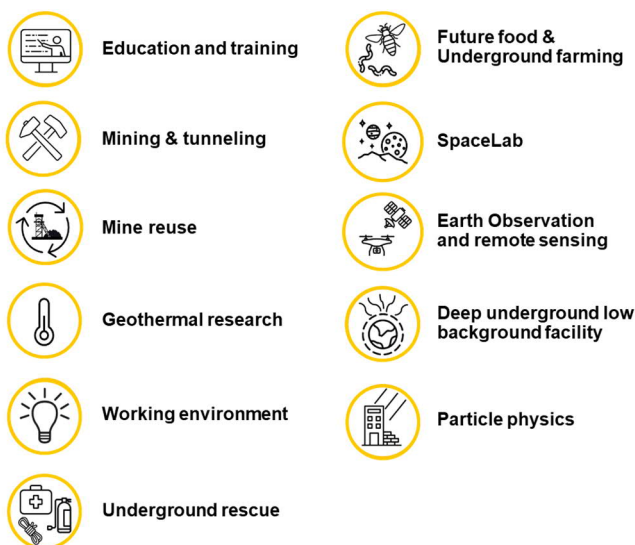 Education and training
Mining & tunneling
Mine reuse
Geothermal research
Working environment
Underground rescue
Future food &
Underground farming
SpaceLab
Earth Observation
and remote sensing
Deep underground low
background facility
Particle physics